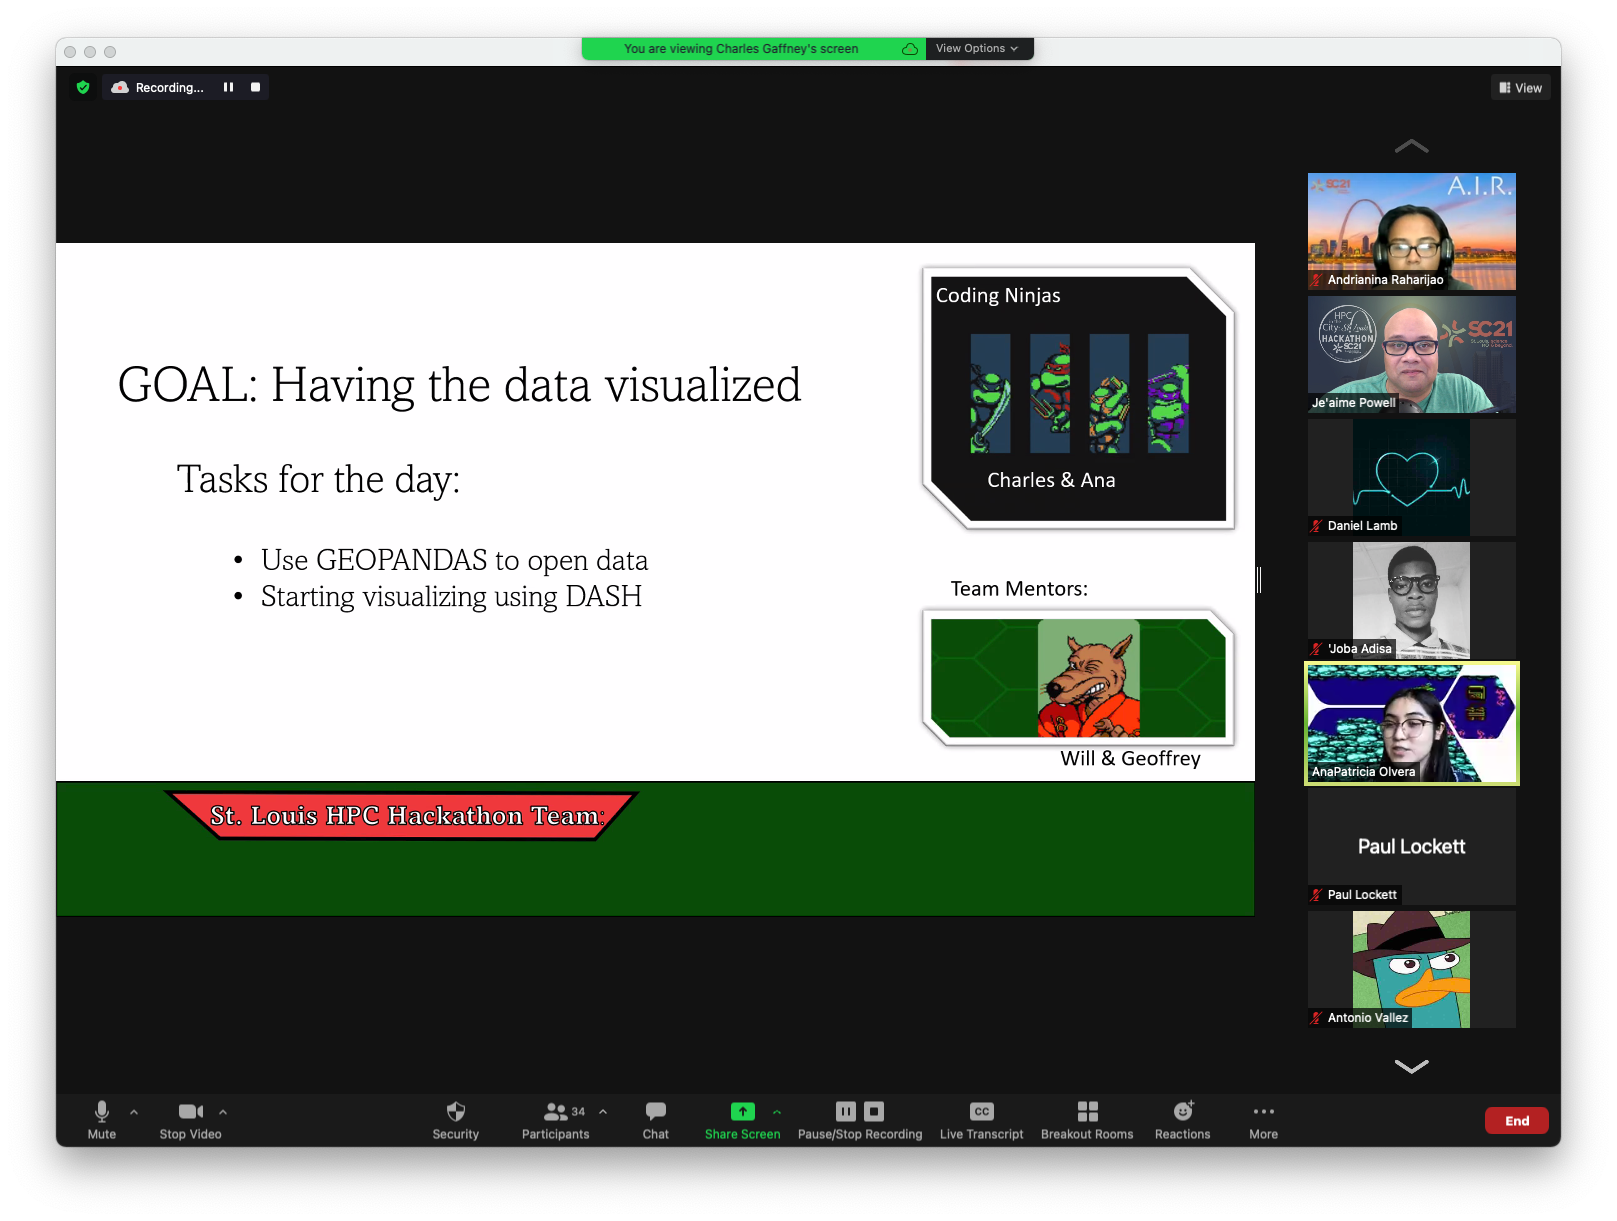 You are viewing Charles Gaffney's screen
View Options
Recording...
View
GOAL: Having the data visualized
Tasks for the day:
• Use GEOPANDAS to open data
• Starting visualizing using DASH
Coding Ninjas
Charles & Ana
Team Mentors:
Will & Geoffrey
St. Louis HPC Hackathon Team:
SC21
A.I.R.
Andrianina Raharijao
HPC
City: St. Louis
HACKATHON
SC21
SC21
Je'aime Powell
Daniel Lamb
'Joba Adisa
AnaPatricia Olvera
Paul Lockett
Paul Lockett
Antonio Vallez
Mute
Stop Video
Security
34
Participants
Chat
Share Screen
Pause/Stop Recording
CC
Live Transcript
Breakout Rooms
Reactions
More
End